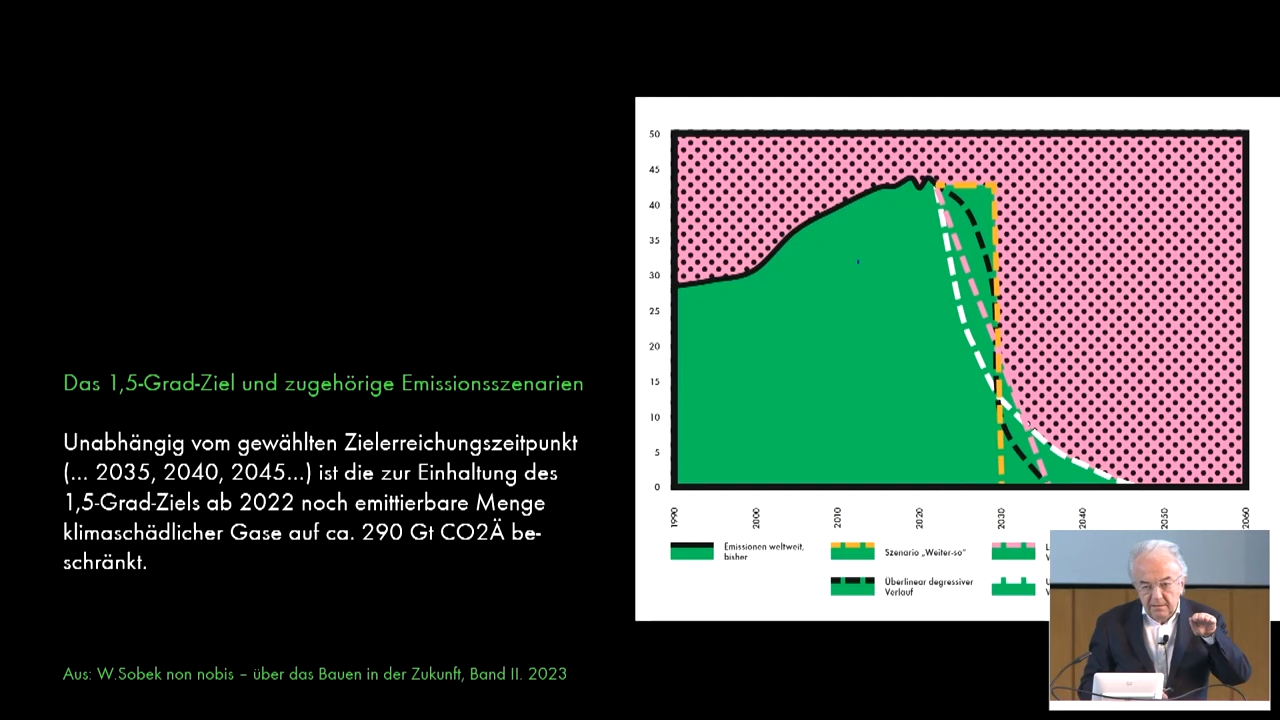 Das 1,5-Grad-Ziel und zugehörige Emissionsszenarien
Unabhängig vom gewählten Zielerreichungszeitpunkt
(... 2035, 2040, 2045...) ist die zur Einhaltung des
1,5-Grad-Ziels ab 2022 noch emittierbare Menge
klimaschädlicher Gase auf ca. 290 Gt CO2Ä be-
schränkt.
Aus: W.Sobek non nobis – über das Bauen in der Zukunft, Band II. 2023
50
45
40
35
30
25
20
15
10
5
0
1990
2000
2010
2020
2030
2040
2050
2060
Emissionen weltweit,
bisher
Szenario „Weiter-so"
Überlinear degressiver
Verlauf